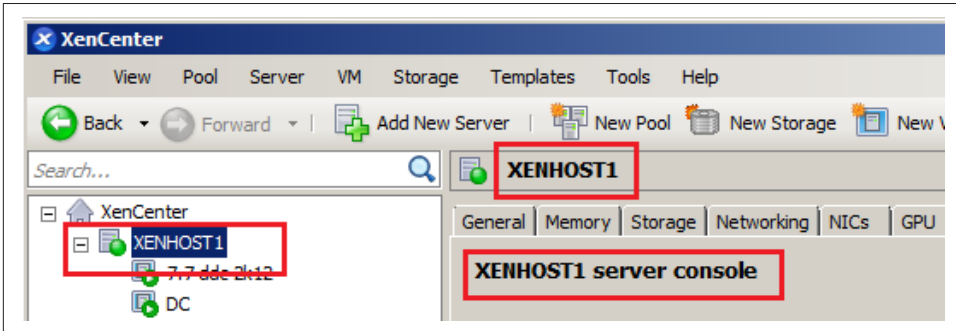 XenCenter
File View Pool Server VM Storage Templates Tools Help
Back Forward Add New Server New Pool New Storage New
Search...
XENHOST1
XenCenter
General Memory Storage Networking NICs GPU
XENHOST1
XENHOST1 server console
7.7 ddc 2k12
DC